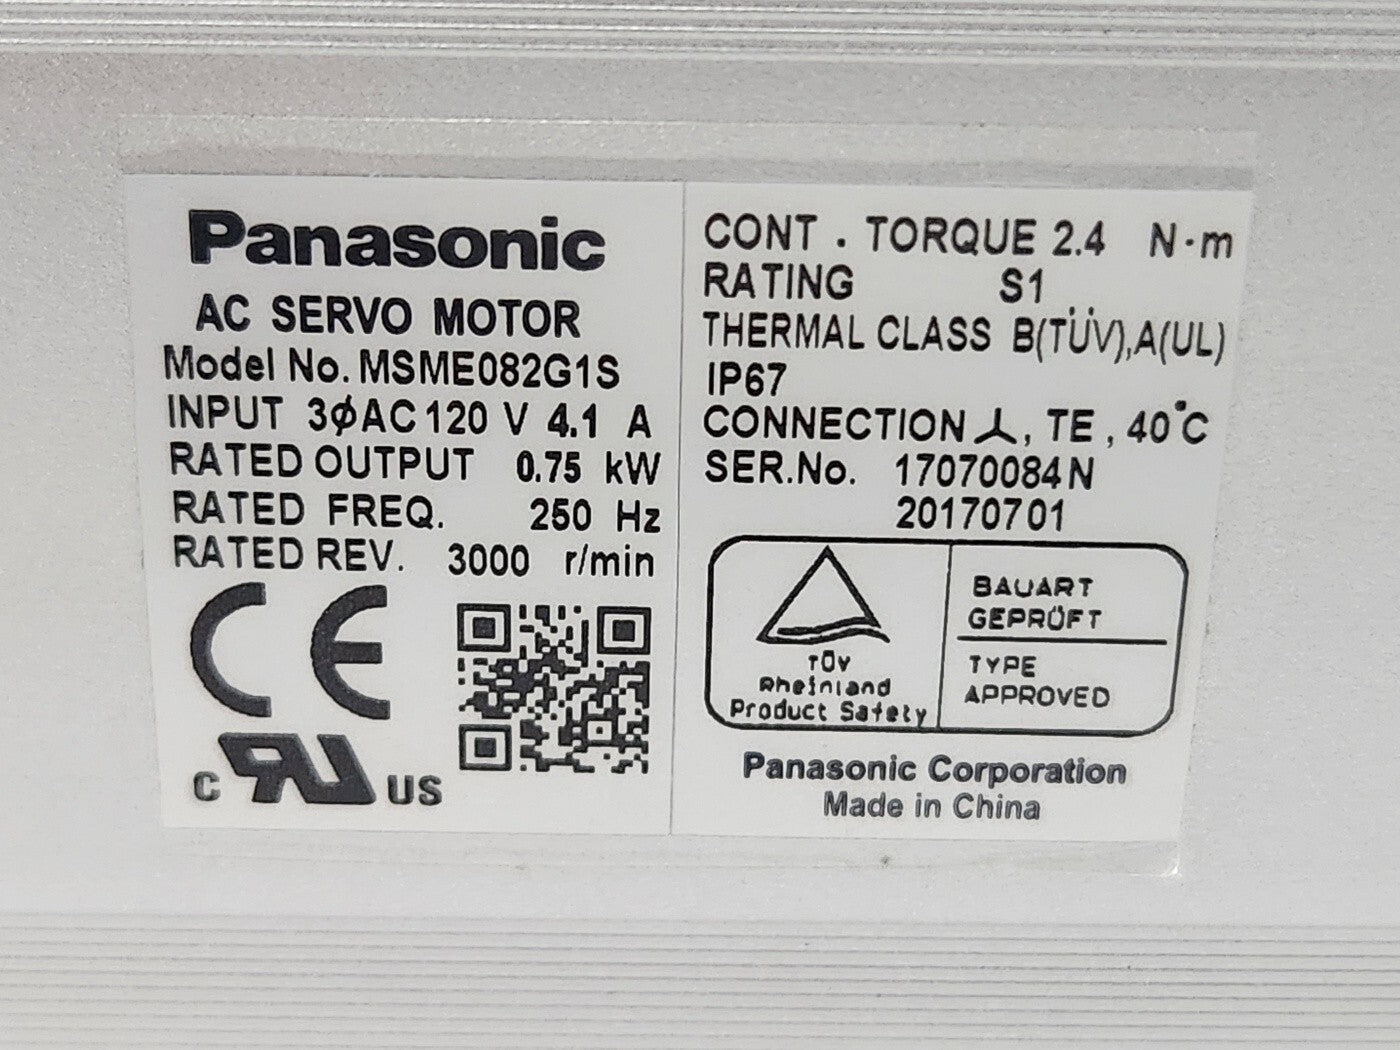 Panasonic
AC SERVO MOTOR
Model No. MSME082G1S
INPUT 3ϕAC 120 V 4.1 A
RATED OUTPUT 0.75 kW
RATED FREQ. 250 Hz
RATED REV. 3000 r/min
CE
C RU US
CONT . TORQUE 2.4 N·m
RATING S1
THERMAL CLASS B(TÜV),A(UL)
IP67
CONNECTION ⅄, TE , 40°C
SER.No. 17070084N
20170701
TÜV
Rheinland
Product Safety
BAUART
GEPRÜFT
TYPE
APPROVED
Panasonic Corporation
Made in China